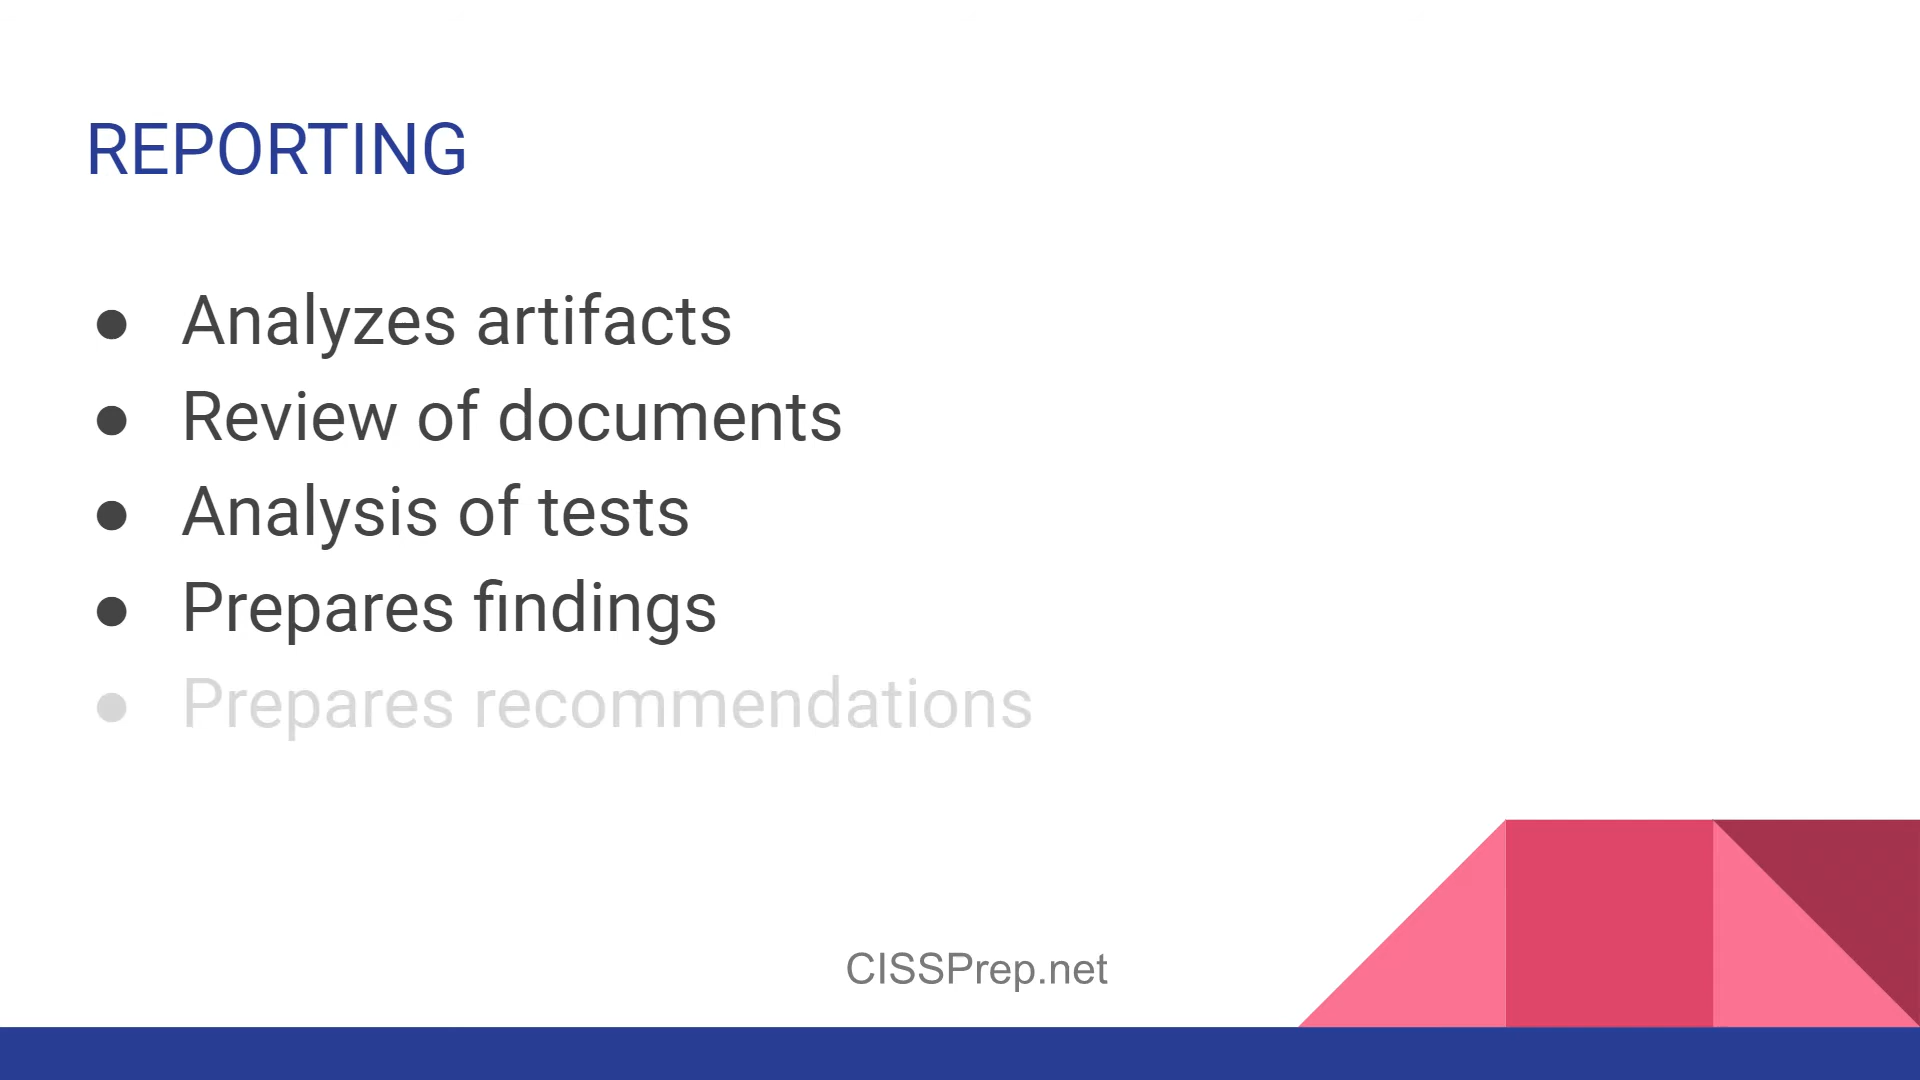 REPORTING
● Analyzes artifacts
● Review of documents
● Analysis of tests
● Prepares findings
● Prepares recommendations
CISSPrep.net